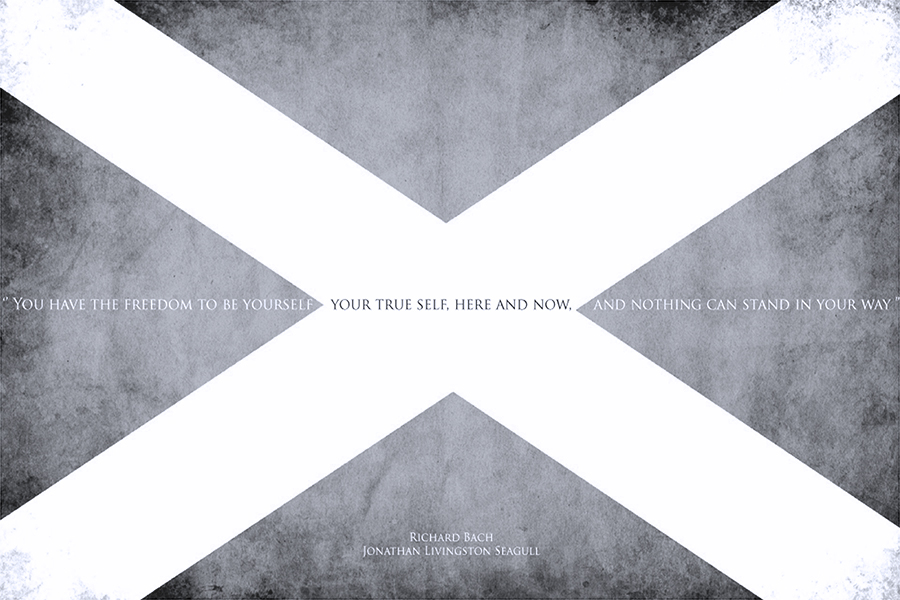 “ You have the freedom to be yourself your true self, here and now, and nothing can stand in your way ”
Richard Bach
Jonathan Livingston Seagull